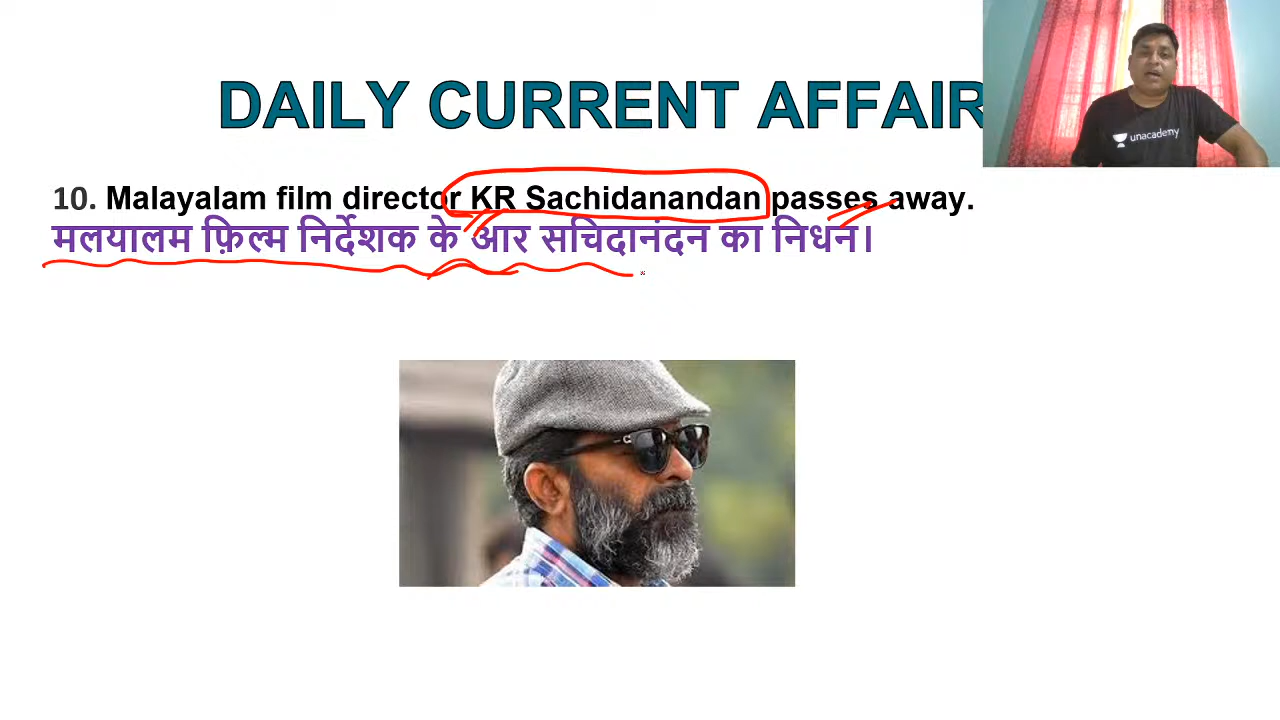 DAILY CURRENT AFFAIR
unacademy
10. Malayalam film director KR Sachidanandan passes away.
मलयालम फ़िल्म निर्देशक के आर सचिदानंदन का निधन।